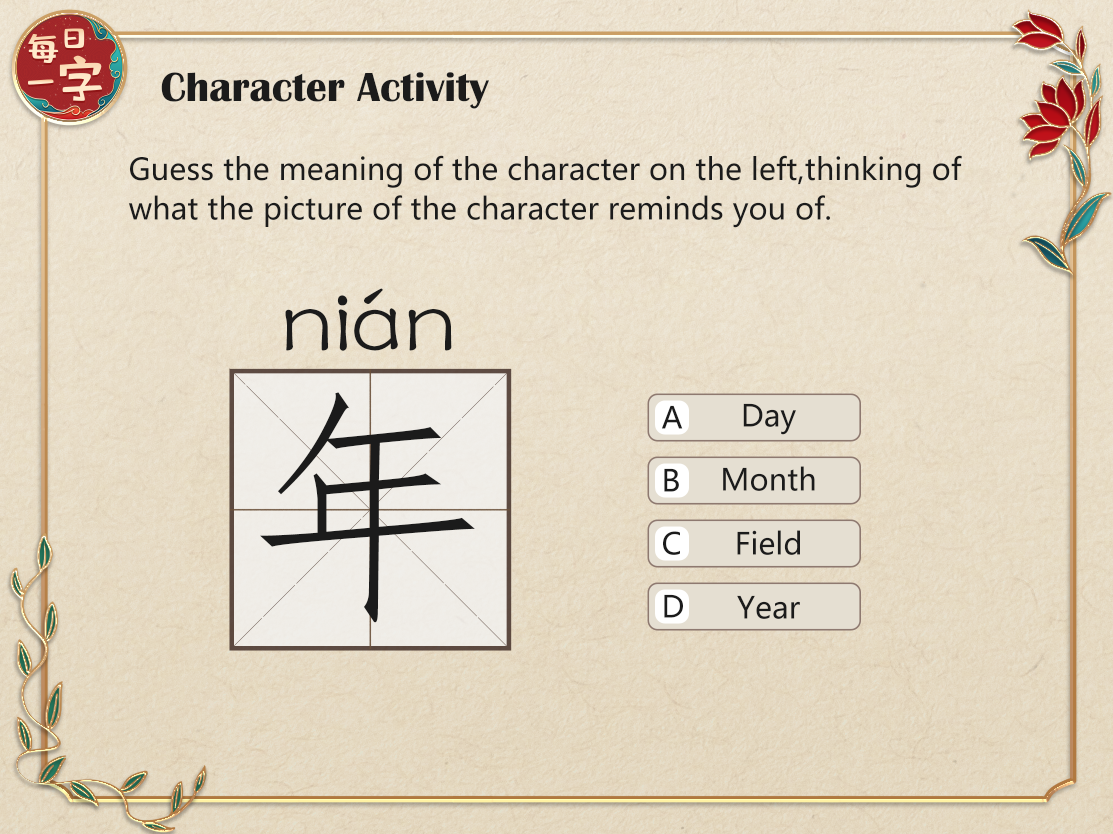 每日
一字
Character Activity
Guess the meaning of the character on the left,thinking of
what the picture of the character reminds you of.
nián
年
A Day
B Month
C Field
D Year